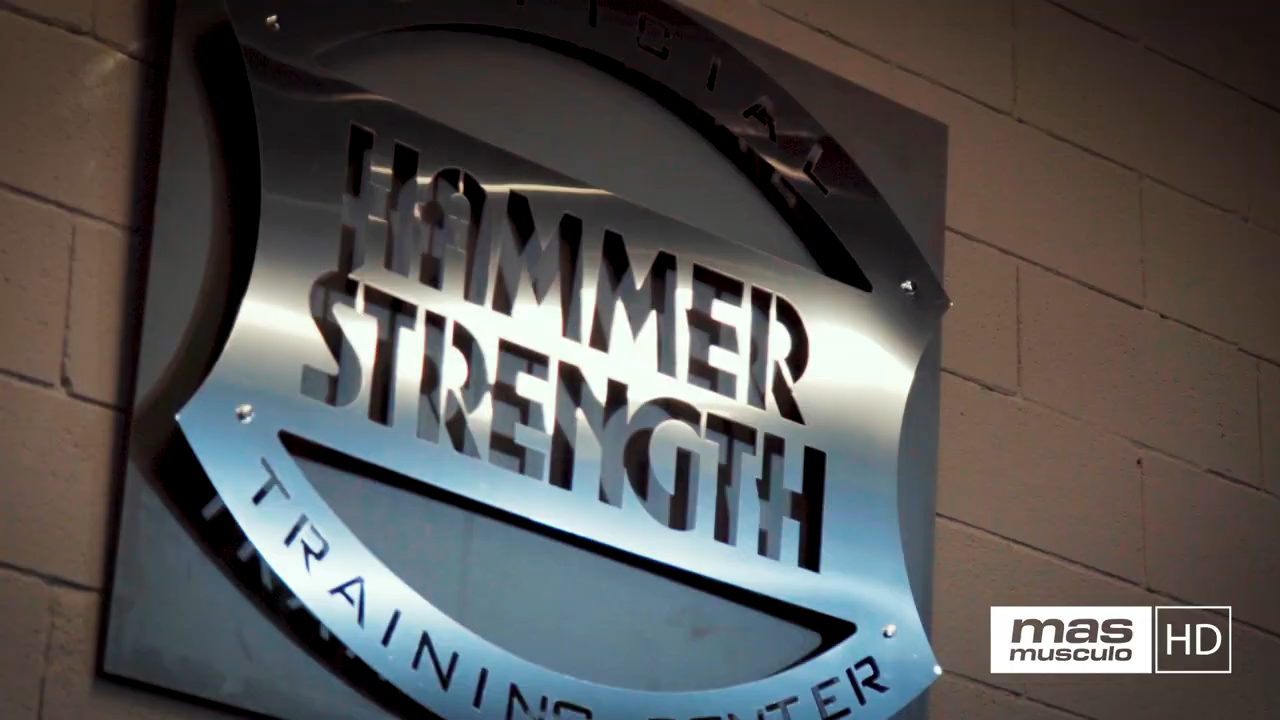 HAMMER
STRENGTH
TRAINING CENTER
mas
musculo
HD